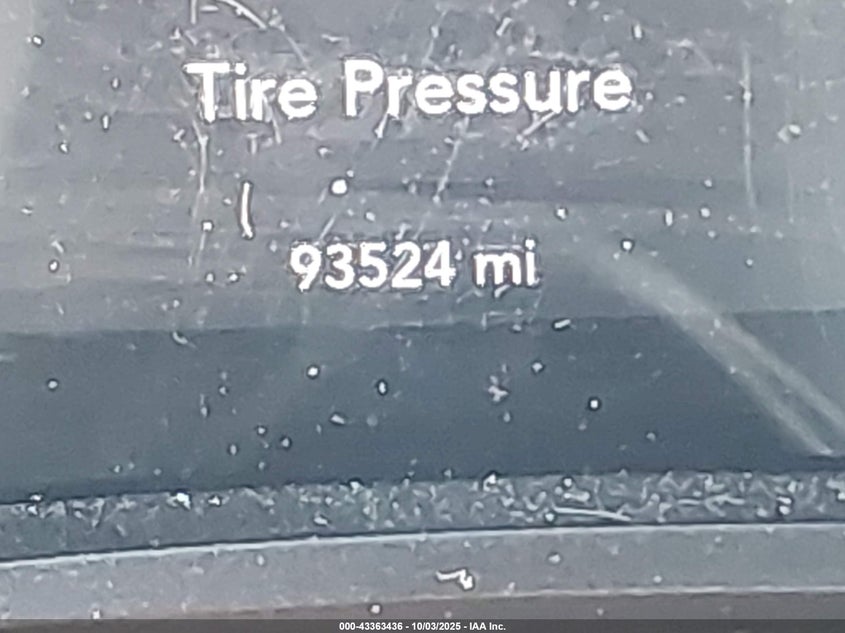 Tire Pressure
93524 mi
000-43363436 - 10/03/2025 - IAA Inc.